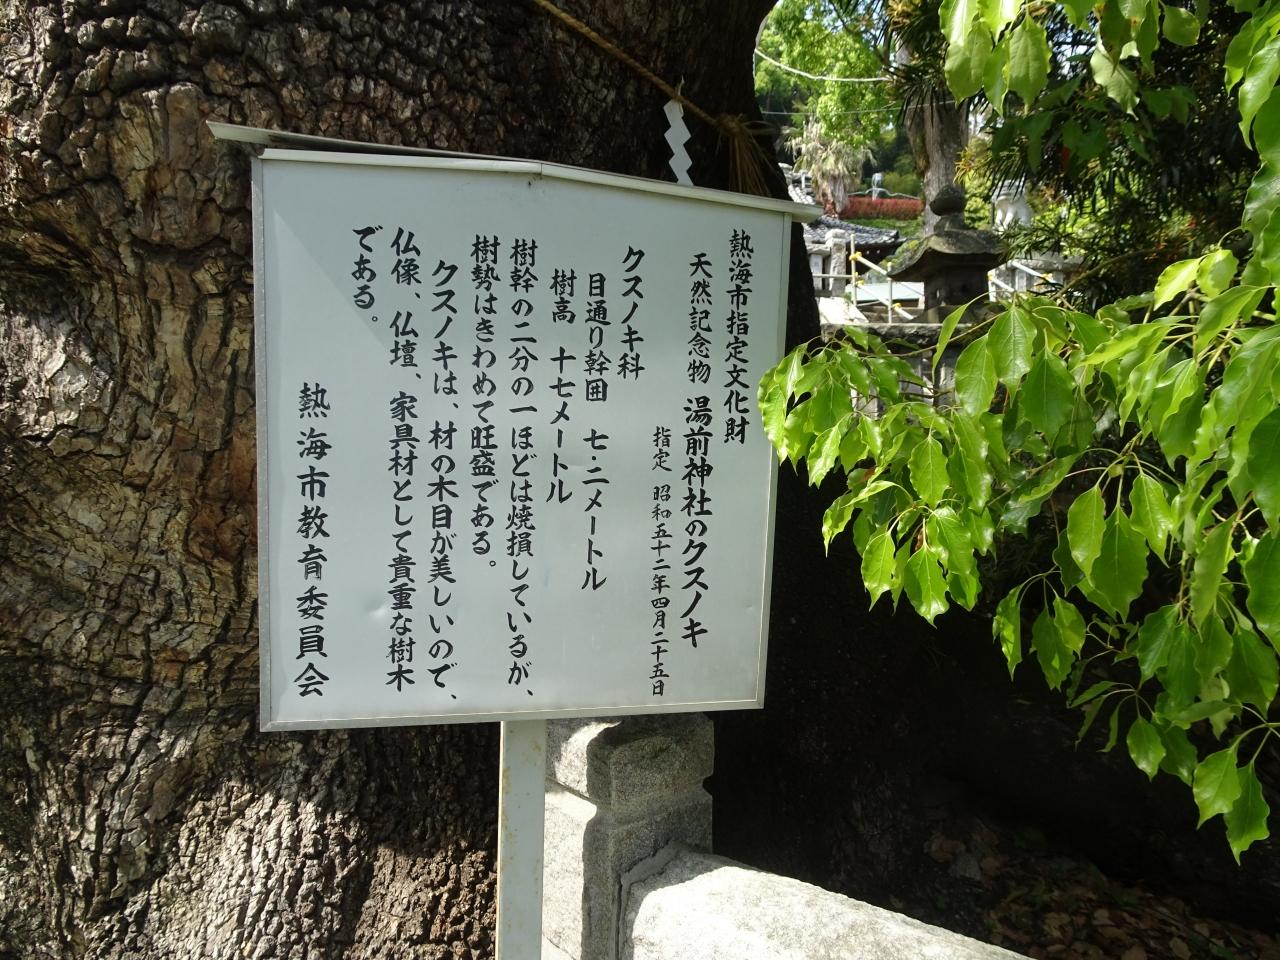 熱海市指定文化財
天然記念物 湯前神社のクスノキ
指定 昭和五十二年四月二十五日
クスノキ科
目通り幹囲 七・二メートル
樹高 十七メートル
樹幹の二分の一ほどは焼損しているが、
樹勢はきわめて旺盛である。
クスノキは、材の木目が美しいので、
仏像、仏壇、家具材として貴重な樹木
である。
熱海市教育委員会